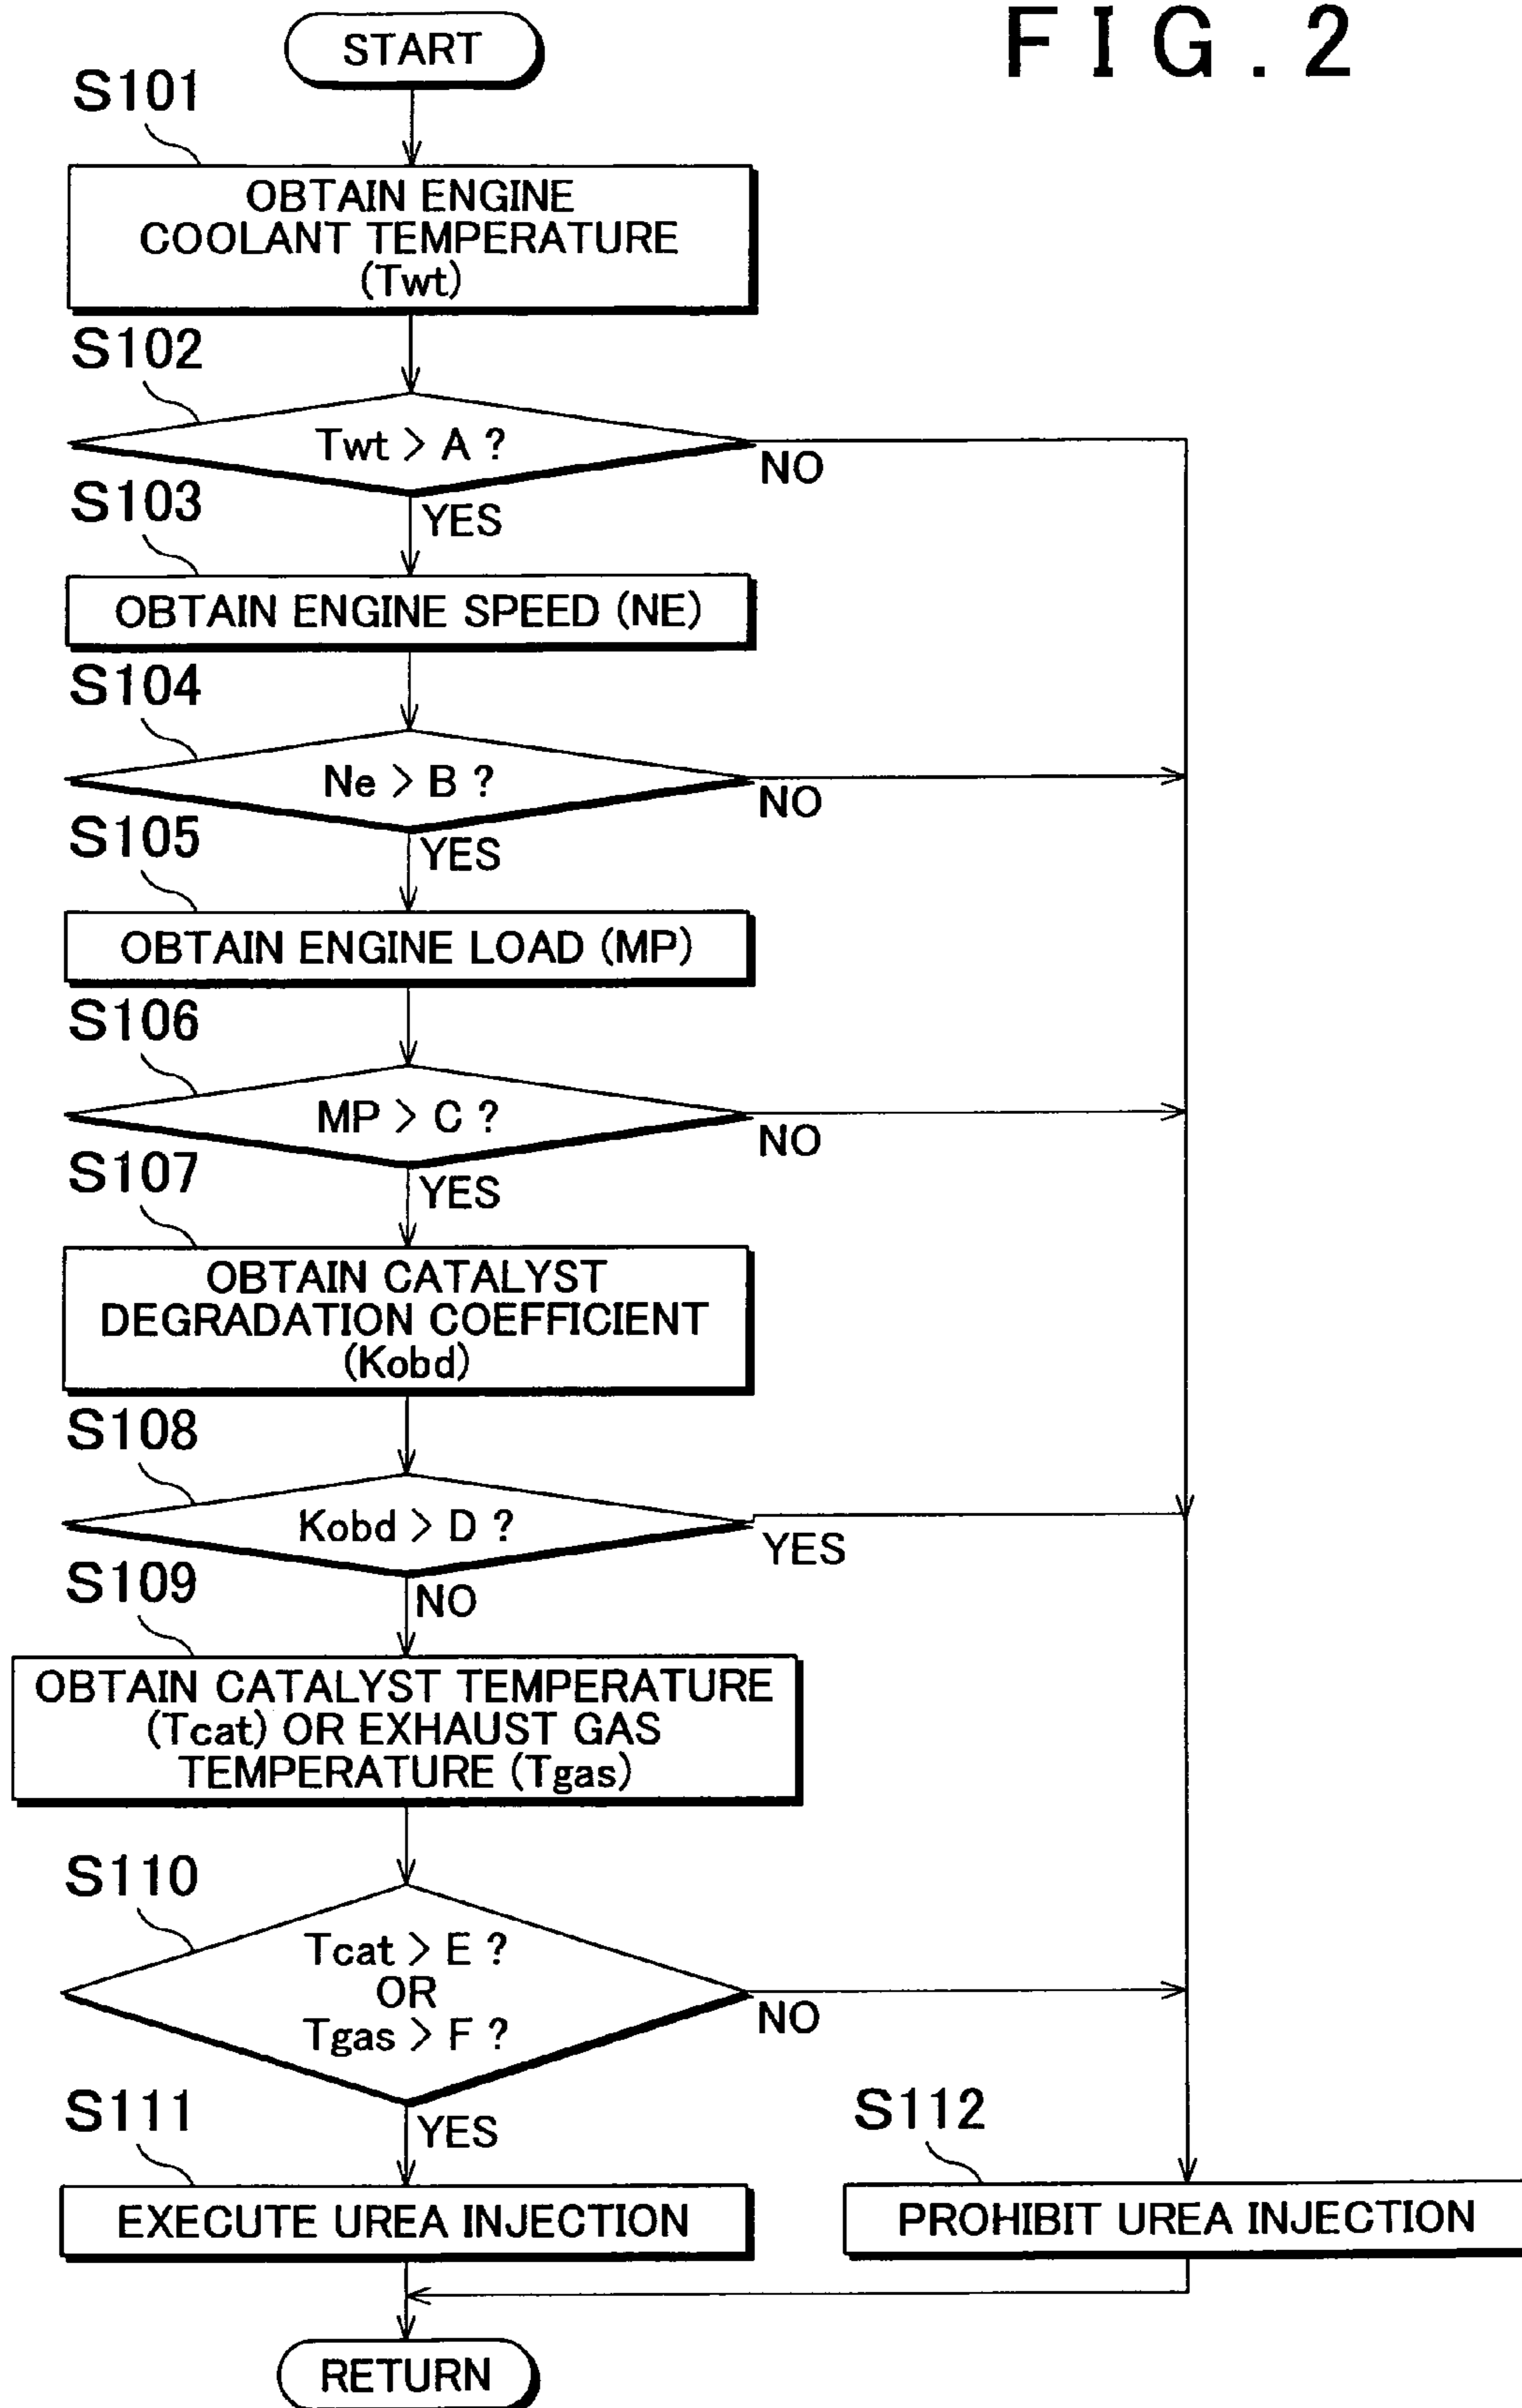 FIG.2
START
S101
OBTAIN ENGINE
COOLANT TEMPERATURE
(Twt)
S102
Twt > A ?
NO
YES
S103
OBTAIN ENGINE SPEED (NE)
S104
Ne > B ?
NO
YES
S105
OBTAIN ENGINE LOAD (MP)
S106
MP > C ?
NO
YES
S107
OBTAIN CATALYST
DEGRADATION COEFFICIENT
(Kobd)
S108
Kobd > D ?
YES
NO
S109
OBTAIN CATALYST TEMPERATURE
(Tcat) OR EXHAUST GAS
TEMPERATURE (Tgas)
S110
Tcat > E ?
OR
Tgas > F ?
NO
YES
S111
EXECUTE UREA INJECTION
S112
PROHIBIT UREA INJECTION
RETURN